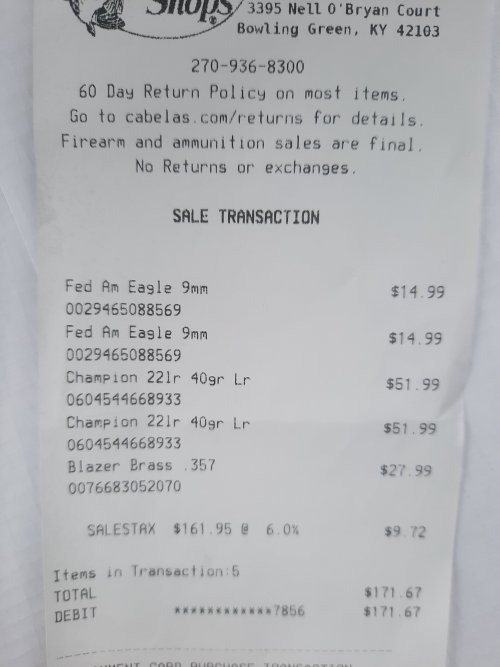 Shops®
3395 Nell O'Bryan Court
Bowling Green, KY 42103
270-936-8300
60 Day Return Policy on most items.
Go to cabelas.com/returns for details.
Firearm and ammunition sales are final.
No Returns or exchanges.
SALE TRANSACTION
Fed Am Eagle 9mm $14.99
0029465088569
Fed Am Eagle 9mm $14.99
0029465088569
Champion 22lr 40gr Lr $51.99
0604544668933
Champion 22lr 40gr Lr $51.99
0604544668933
Blazer Brass .357 $27.99
0076683052070
SALESTAX $161.95 @ 6.0% $9.72
Items in Transaction:5
TOTAL $171.67
DEBIT ************7856 $171.67
CARD PURCHASE TRANSACTION